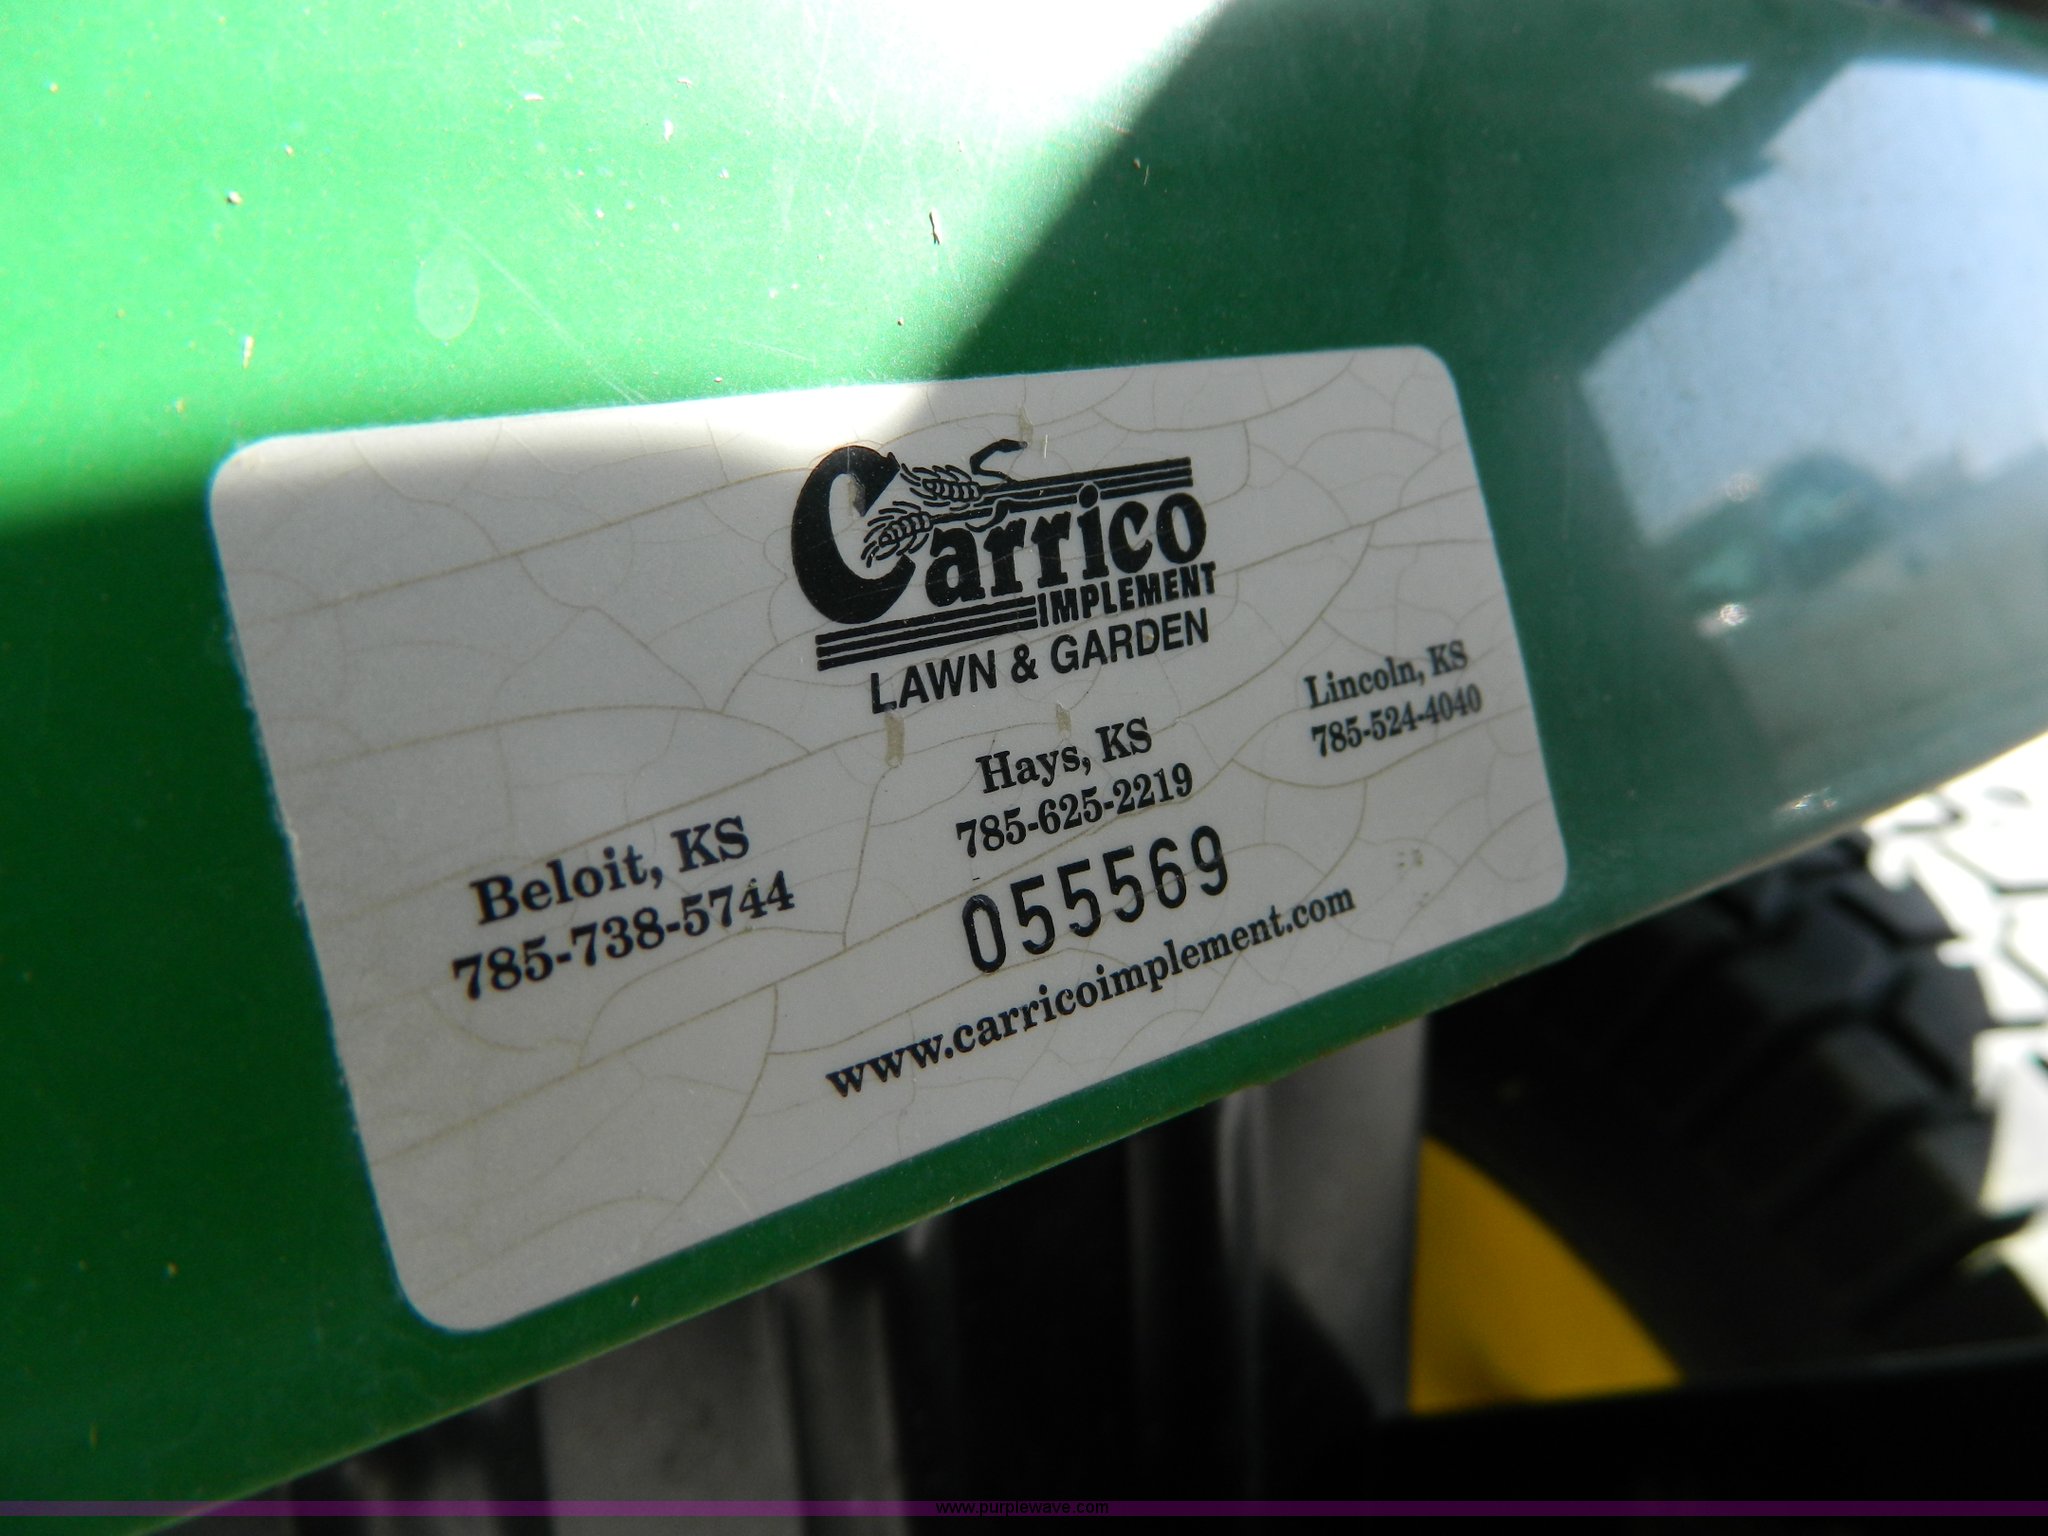 Carrico
IMPLEMENT
LAWN & GARDEN
Beloit, KS
785-738-5744
Hays, KS
785-625-2219
Lincoln, KS
785-524-4040
055569
www.carricoimplement.com
www.purplewave.com